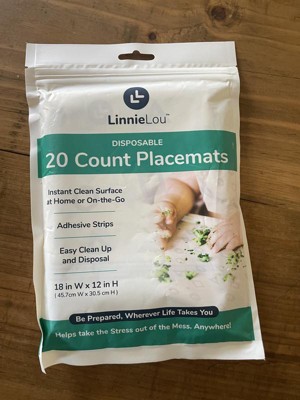 LL
LinnieLou™
DISPOSABLE
20 Count Placemats
Instant Clean Surface
at Home or On-the-Go
Adhesive Strips
Easy Clean Up
and Disposal
18 in W x 12 in H
( 45.7cm W x 30.5 cm H )
Be Prepared, Wherever Life Takes You
Helps take the Stress out of the Mess. Anywhere!